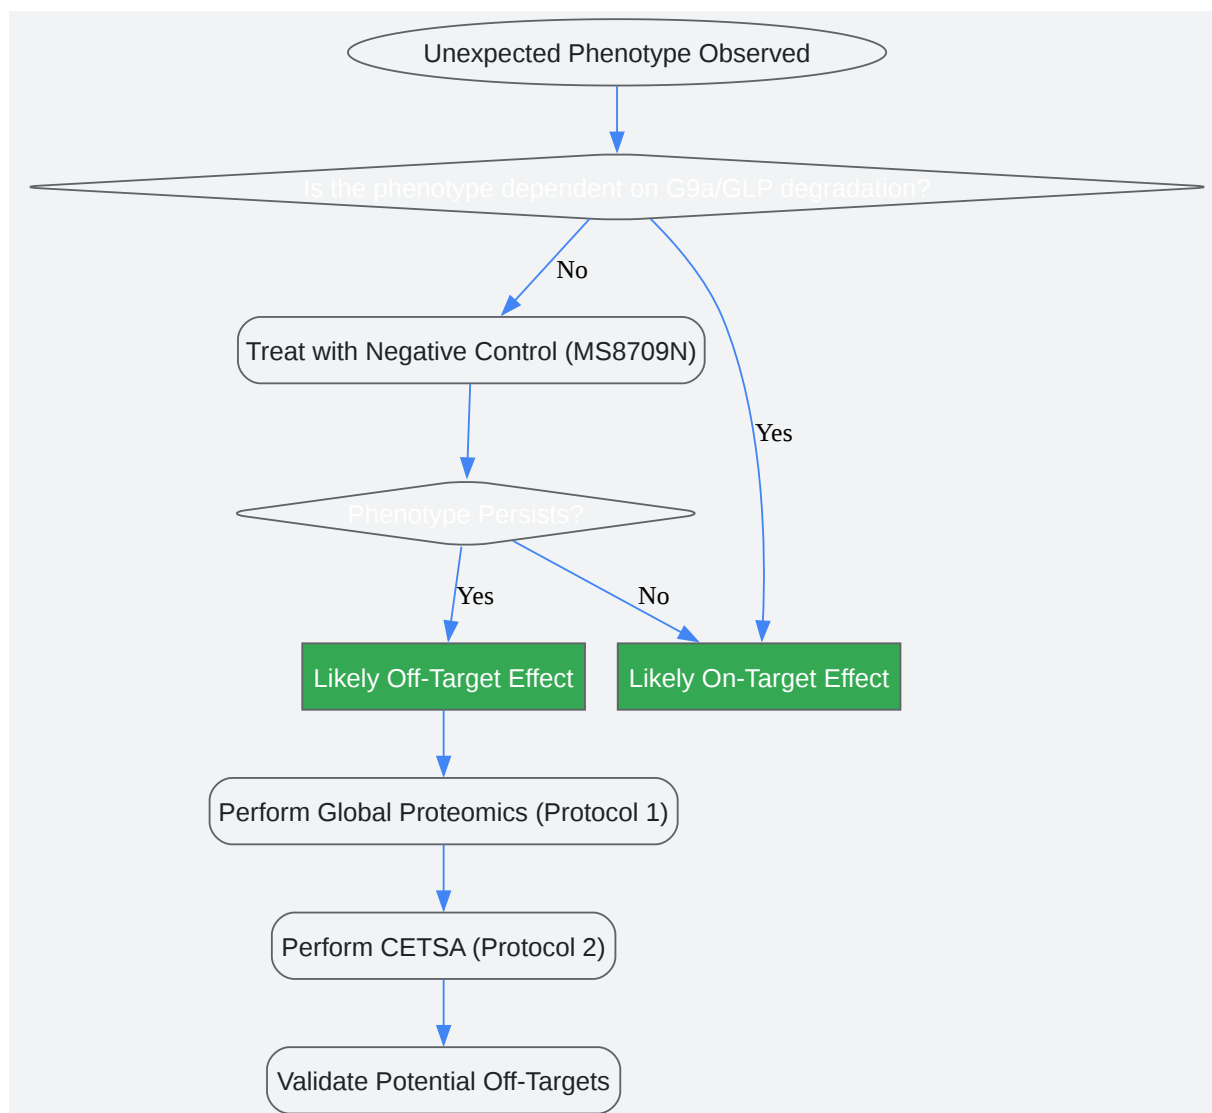 Unexpected Phenotype Observed
Is the phenotype dependent on G9a/GLP degradation?
No
Treat with Negative Control (MS8709N)
Yes
Phenotype Persists?
Yes
No
Likely Off-Target Effect
Likely On-Target Effect
Perform Global Proteomics (Protocol 1)
Perform CETSA (Protocol 2)
Validate Potential Off-Targets